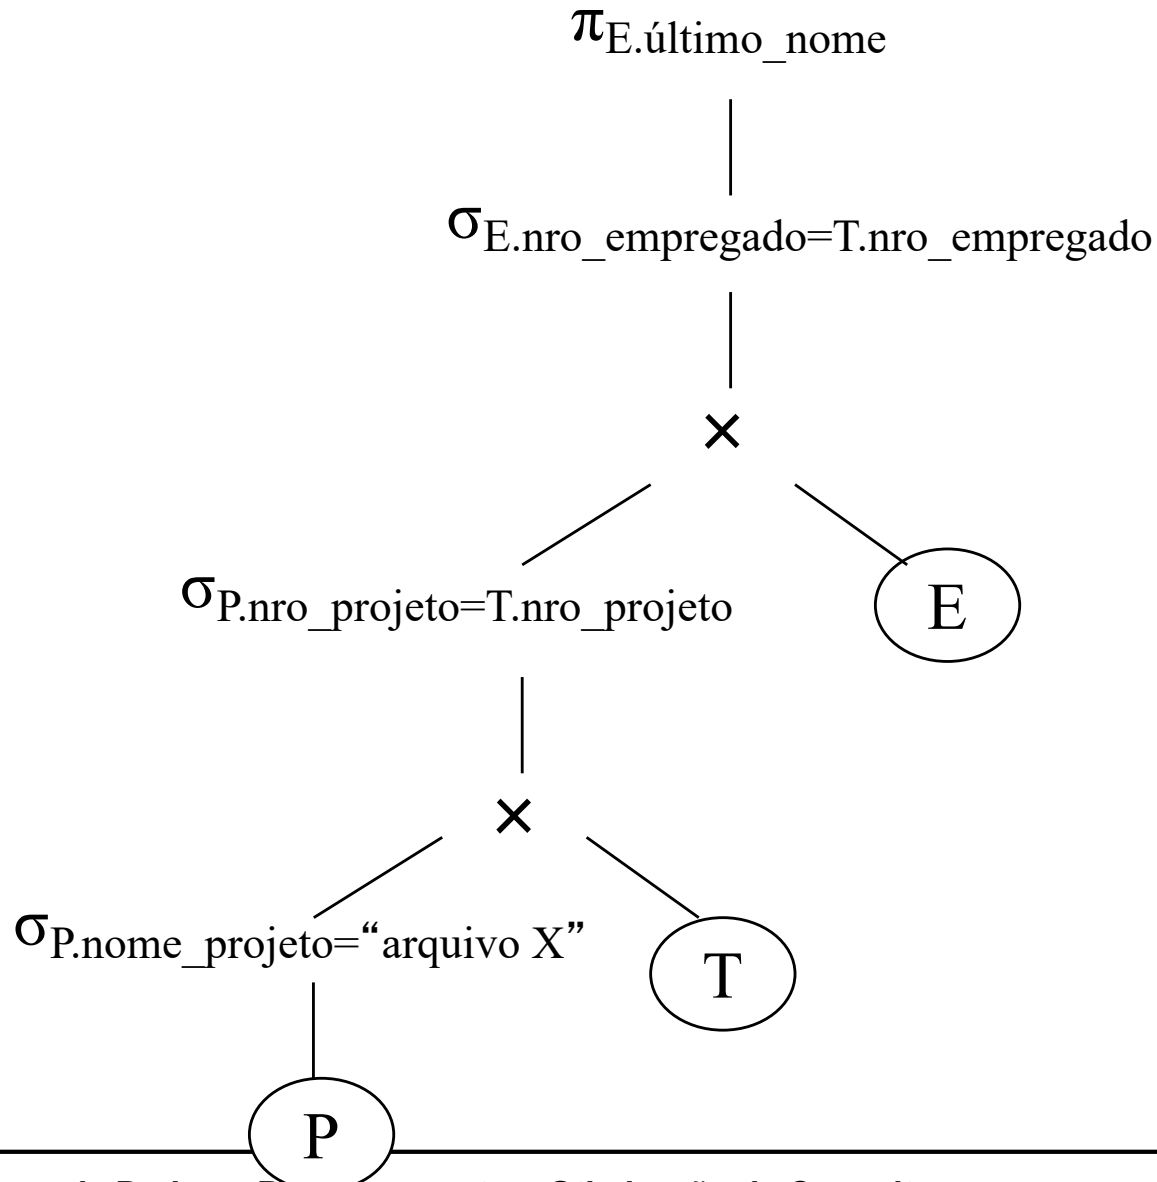 πE.último_nome
σE.nro_empregado=T.nro_empregado
×
σP.nro_projeto=T.nro_projeto
E
×
σP.nome_projeto=“arquivo X”
T
P